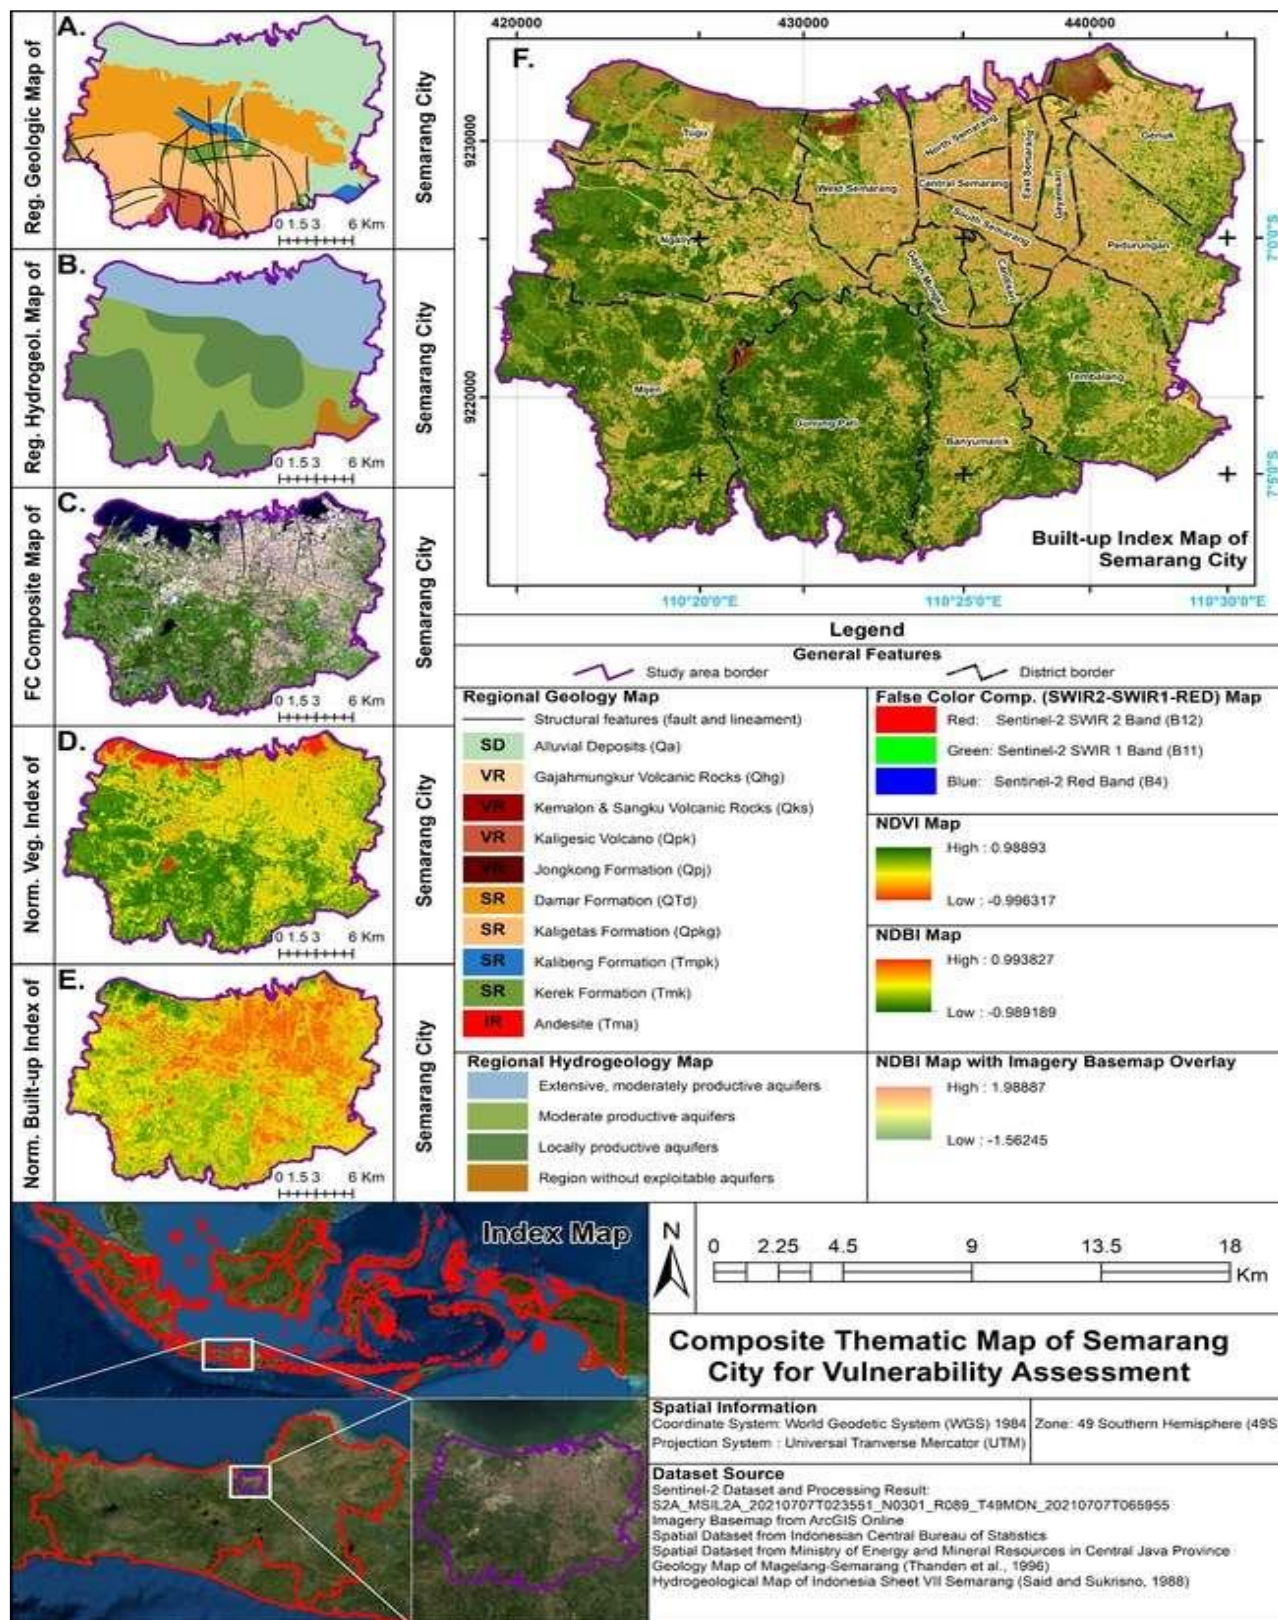 A.
Reg. Geologic Map of
Semarang City
0 1.5 3 6 Km
B.
Reg. Hydrogeol. Map of
Semarang City
0 1.5 3 6 Km
C.
FC Composite Map of
Semarang City
0 1.5 3 6 Km
D.
Norm. Veg. Index of
Semarang City
0 1.5 3 6 Km
E.
Norm. Built-up Index of
Semarang City
0 1.5 3 6 Km
420000 430000 440000
F.
9230000
9220000
7°0'0"S
7°5'0"S
Tugu
North Semarang
East Semarang
Genuk
West Semarang
Central Semarang
Gayamsari
South Semarang
Pedurungan
Ngaliy
Gajah Mungkur
Candisari
Mijen
Gunung Pati
Tembalang
Banyumanik
Built-up Index Map of
Semarang City
110°20'0"E 110°25'0"E 110°30'0"E
Legend
General Features
Study area border
District border
Regional Geology Map
Structural features (fault and lineament)
SD Alluvial Deposits (Qa)
VR Gajahmungkur Volcanic Rocks (Qhg)
VR Kemalon & Sangku Volcanic Rocks (Qks)
VR Kaligesic Volcano (Qpk)
VR Jongkong Formation (Qpj)
SR Damar Formation (QTd)
SR Kaligetas Formation (Qpkg)
SR Kalibeng Formation (Tmpk)
SR Kerek Formation (Tmk)
IR Andesite (Tma)
Regional Hydrogeology Map
Extensive, moderately productive aquifers
Moderate productive aquifers
Locally productive aquifers
Region without exploitable aquifers
False Color Comp. (SWIR2-SWIR1-RED) Map
Red: Sentinel-2 SWIR 2 Band (B12)
Green: Sentinel-2 SWIR 1 Band (B11)
Blue: Sentinel-2 Red Band (B4)
NDVI Map
High : 0.98893
Low : -0.996317
NDBI Map
High : 0.993827
Low : -0.989189
NDBI Map with Imagery Basemap Overlay
High : 1.98887
Low : -1.56245
Index Map
N
0 2.25 4.5 9 13.5 18
Km
Composite Thematic Map of Semarang
City for Vulnerability Assessment
Spatial Information
Coordinate System: World Geodetic System (WGS) 1984
Zone: 49 Southern Hemisphere (49S
Projection System : Universal Tranverse Mercator (UTM)
Dataset Source
Sentinel-2 Dataset and Processing Result:
S2A_MSIL2A_20210707T023551_N0301_R089_T49MDN_20210707T065955
Imagery Basemap from ArcGIS Online
Spatial Dataset from Indonesian Central Bureau of Statistics
Spatial Dataset from Ministry of Energy and Mineral Resources in Central Java Province
Geology Map of Magelang-Semarang (Thanden et al., 1996)
Hydrogeological Map of Indonesia Sheet VII Semarang (Said and Sukrisno, 1988)